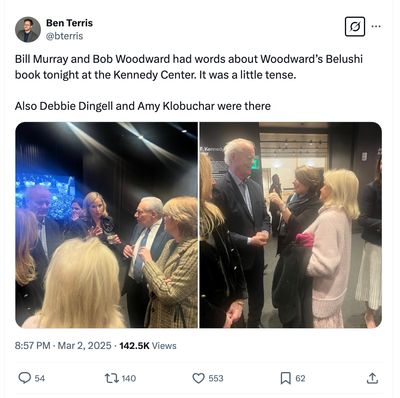 Ben Terris
@bterris
Bill Murray and Bob Woodward had words about Woodward's Belushi
book tonight at the Kennedy Center. It was a little tense.
Also Debbie Dingell and Amy Klobuchar were there
8:57 PM · Mar 2, 2025 · 142.5K Views
54 140 553 62